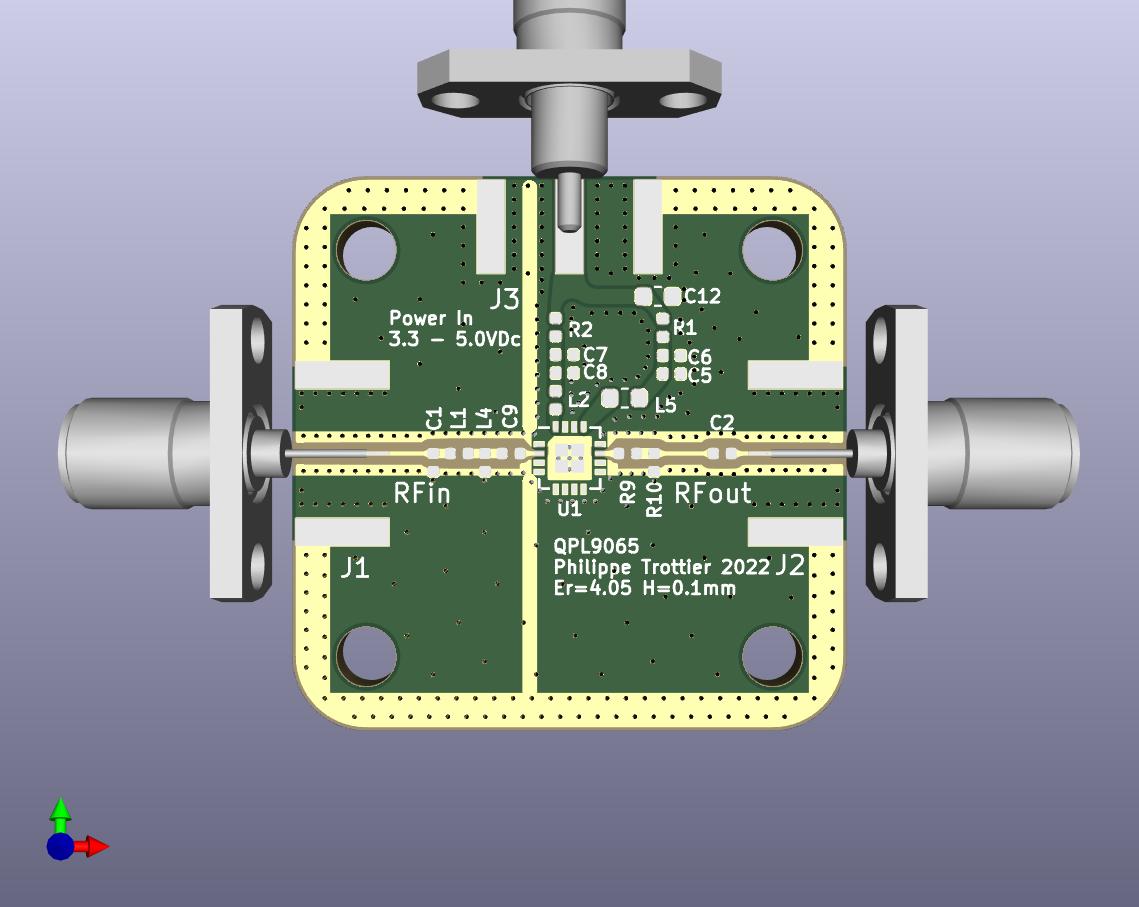 C12
J3
Power In
3.3 - 5.0VDc
R2
R1
C7
C6
C8
C5
L2
L5
C1
L1
L4
C9
C2
RFin
R9
R10
RFout
U1
QPL9065
Philippe Trottier 2022
Er=4.05 H=0.1mm
J1
J2